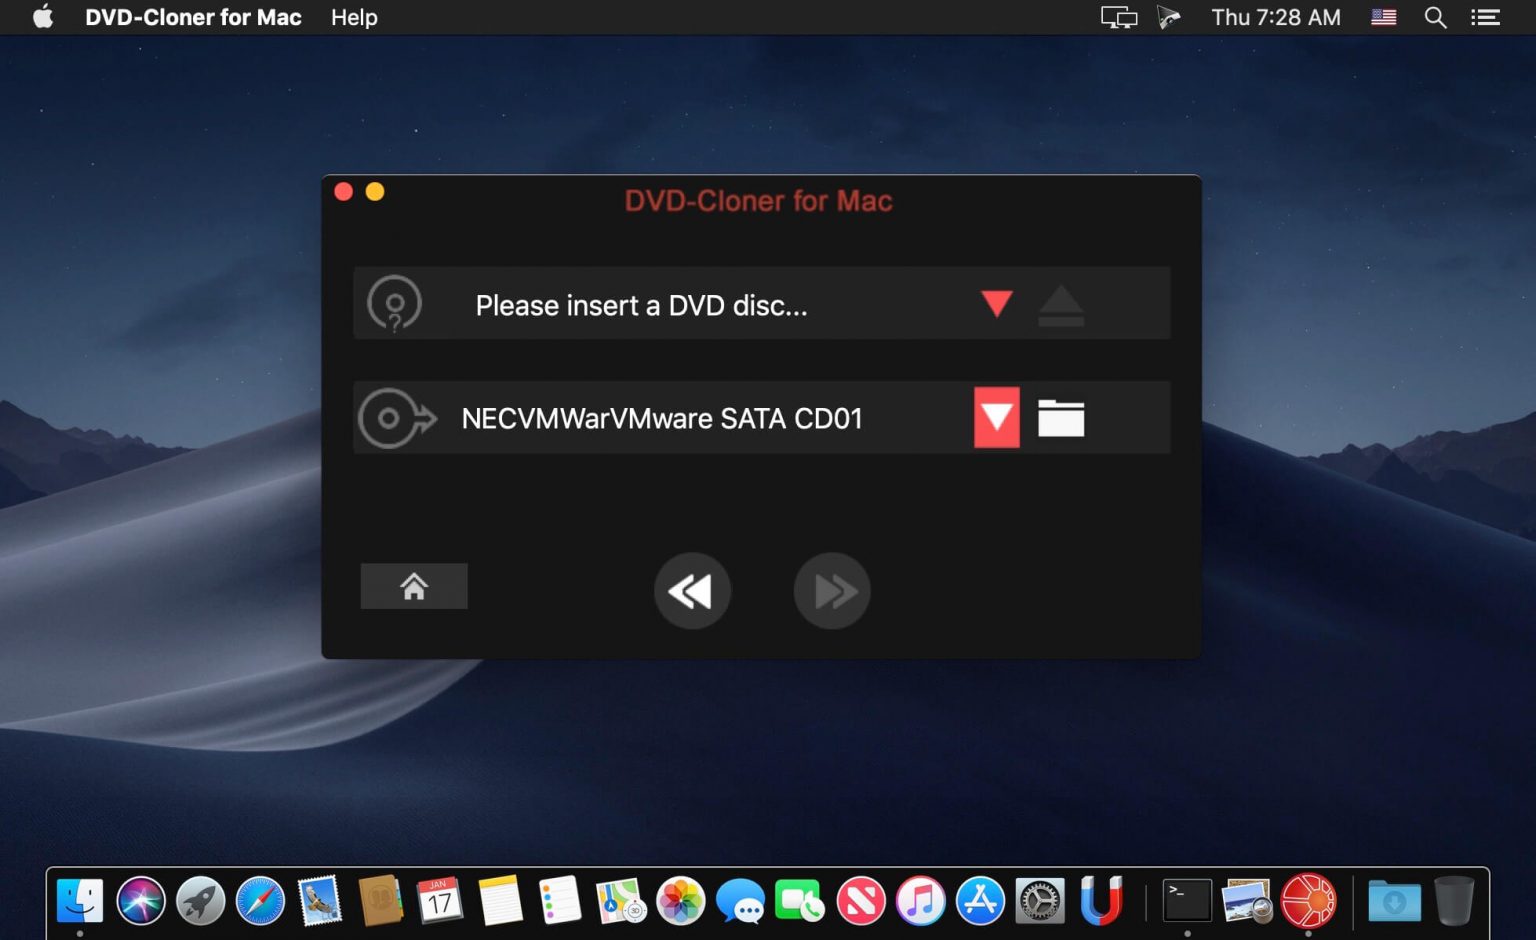 DVD-Cloner for Mac Help Thu 7:28 AM
DVD-Cloner for Mac
Please insert a DVD disc...
NECVMWarVMware SATA CD01
JAN
17
3D
>_